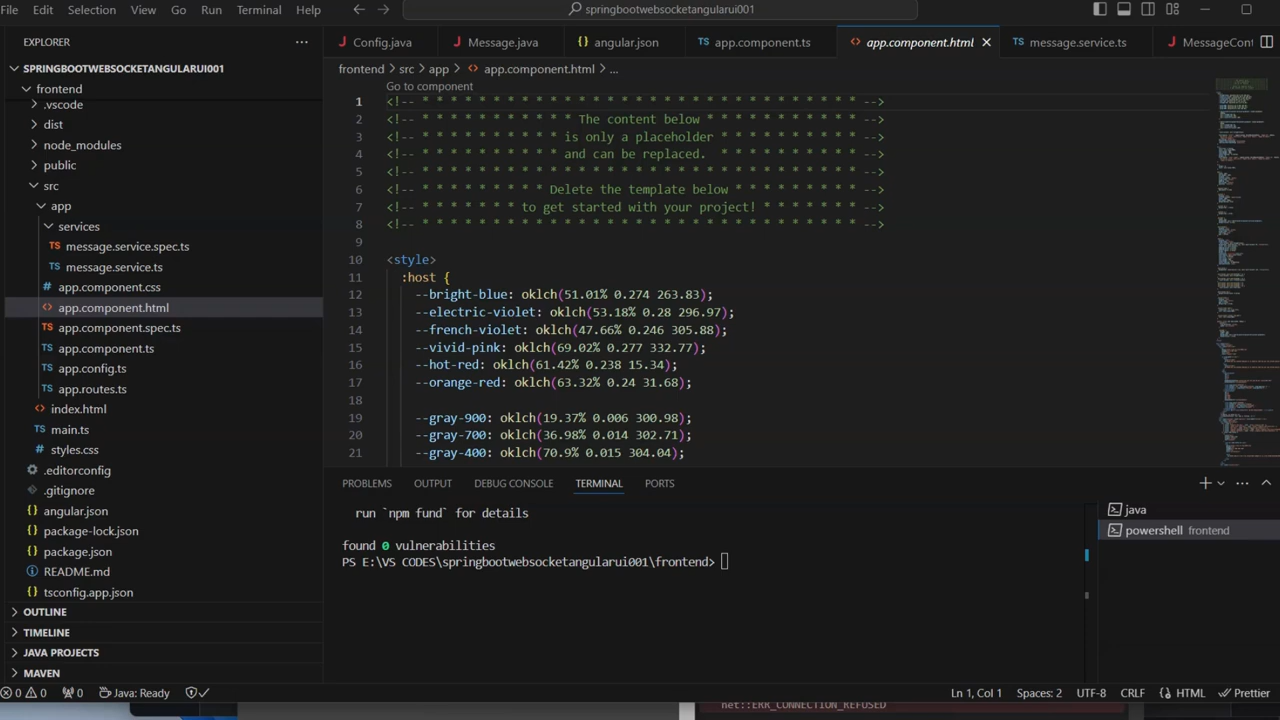 File Edit Selection View Go Run Terminal Help
springbootwebsocketangularui001
EXPLORER
SPRINGBOOTWEBSOCKETANGULARUI001
frontend
.vscode
dist
node_modules
public
src
app
services
TS message.service.spec.ts
TS message.service.ts
# app.component.css
<> app.component.html
TS app.component.spec.ts
TS app.component.ts
TS app.config.ts
TS app.routes.ts
<> index.html
TS main.ts
# styles.css
.editorconfig
.gitignore
{} angular.json
{} package-lock.json
{} package.json
README.md
tsconfig.app.json
OUTLINE
TIMELINE
JAVA PROJECTS
MAVEN
J Config.java
J Message.java
{} angular.json
TS app.component.ts
<> app.component.html
TS message.service.ts
J MessageCont
frontend > src > app > <> app.component.html > ...
Go to component
1 <!-- * * * * * * * * * * * * * * * * * * * * * * * * * * * * * * * -->
2 <!-- * * * * * * * * * * * The content below * * * * * * * * * * * -->
3 <!-- * * * * * * * * * * is only a placeholder * * * * * * * * * * -->
4 <!-- * * * * * * * * * * and can be replaced. * * * * * * * * * * -->
5 <!-- * * * * * * * * * * * * * * * * * * * * * * * * * * * * * * * -->
6 <!-- * * * * * * * * * Delete the template below * * * * * * * * * -->
7 <!-- * * * * * * * to get started with your project! * * * * * * * -->
8 <!-- * * * * * * * * * * * * * * * * * * * * * * * * * * * * * * * -->
9
10 <style>
11 :host {
12 --bright-blue: oklch(51.01% 0.274 263.83);
13 --electric-violet: oklch(53.18% 0.28 296.97);
14 --french-violet: oklch(47.66% 0.246 305.88);
15 --vivid-pink: oklch(69.02% 0.277 332.77);
16 --hot-red: oklch(61.42% 0.238 15.34);
17 --orange-red: oklch(63.32% 0.24 31.68);
18
19 --gray-900: oklch(19.37% 0.006 300.98);
20 --gray-700: oklch(36.98% 0.014 302.71);
21 --gray-400: oklch(70.9% 0.015 304.04);
PROBLEMS OUTPUT DEBUG CONSOLE TERMINAL PORTS
run `npm fund` for details
found 0 vulnerabilities
PS E:\VS CODES\springbootwebsocketangularui001\frontend>
java
powershell frontend
0 0 0 Java: Ready
Ln 1, Col 1 Spaces: 2 UTF-8 CRLF {} HTML Prettier
net::ERR_CONNECTION_REFUSED